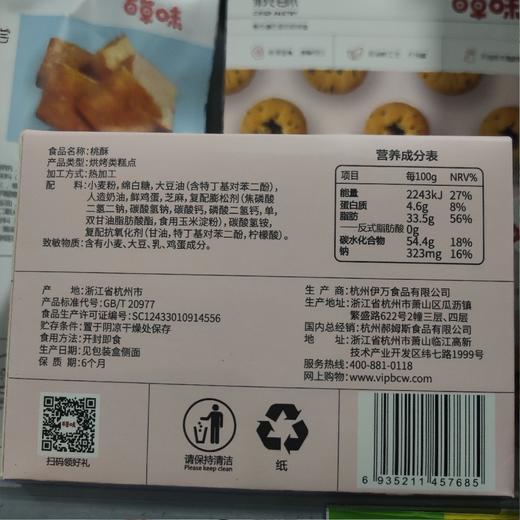 百草味
食品名称：桃酥
产品类型：烘烤类糕点
加工方式：热加工
配　　料：小麦粉，绵白糖，大豆油（含特丁基对苯二酚），
人造奶油，鲜鸡蛋，芝麻，复配膨松剂（焦磷酸
二氢二钠，碳酸氢钠，碳酸钙，磷酸二氢钙，单，
双甘油脂肪酸酯，食用玉米淀粉），碳酸氢铵，
复配抗氧化剂（甘油，特丁基对苯二酚，柠檬酸）。
致敏物质：含有小麦、大豆、乳、鸡蛋成分。
营养成分表
项目 每100g NRV%
能量 2243kJ 27%
蛋白质 4.6g 8%
脂肪 33.5g 56%
—反式脂肪酸 0g
碳水化合物 54.4g 18%
钠 323mg 16%
产　　地：浙江省杭州市
产品标准代号：GB/T 20977
食品生产许可证编号：SC12433010914556
贮存条件：置于阴凉干燥处保存
食用方法：开封即食
生产日期：见包装盒侧面
保 质 期：6个月
生 产 商：杭州伊万食品有限公司
生产地址：浙江省杭州市萧山区瓜沥镇
繁盛路622号2幢三层、四层
国内总经销：杭州郝姆斯食品有限公司
地　　址：浙江省杭州市萧山临江高新
技术产业开发区纬七路1999号
服务热线：400-881-0118
网上购物：www.vipbcw.com
百草味
扫码领好礼
请保持清洁
Please keep clean
纸
6 935211 457685